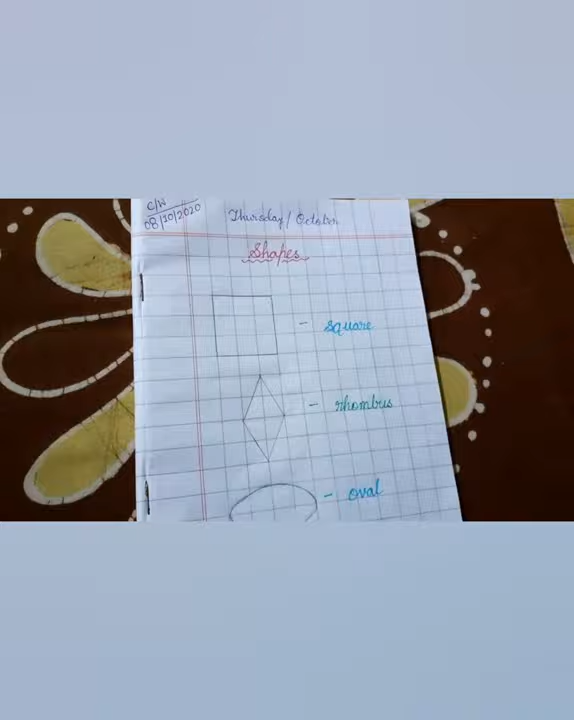 C/W
08/10/2020
Thursday / October
Shapes
- square
- rhombus
- oval